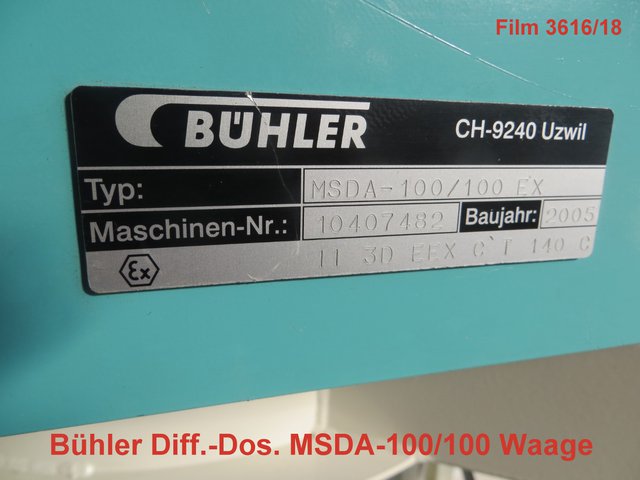 Film 3616/18
BÜHLER
CH-9240 Uzwil
Typ: MSDA-100/100 EX
Maschinen-Nr.: 10407482 Baujahr: 2005
Ex II 3D EEX C`T 140 C
Bühler Diff.-Dos. MSDA-100/100 Waage